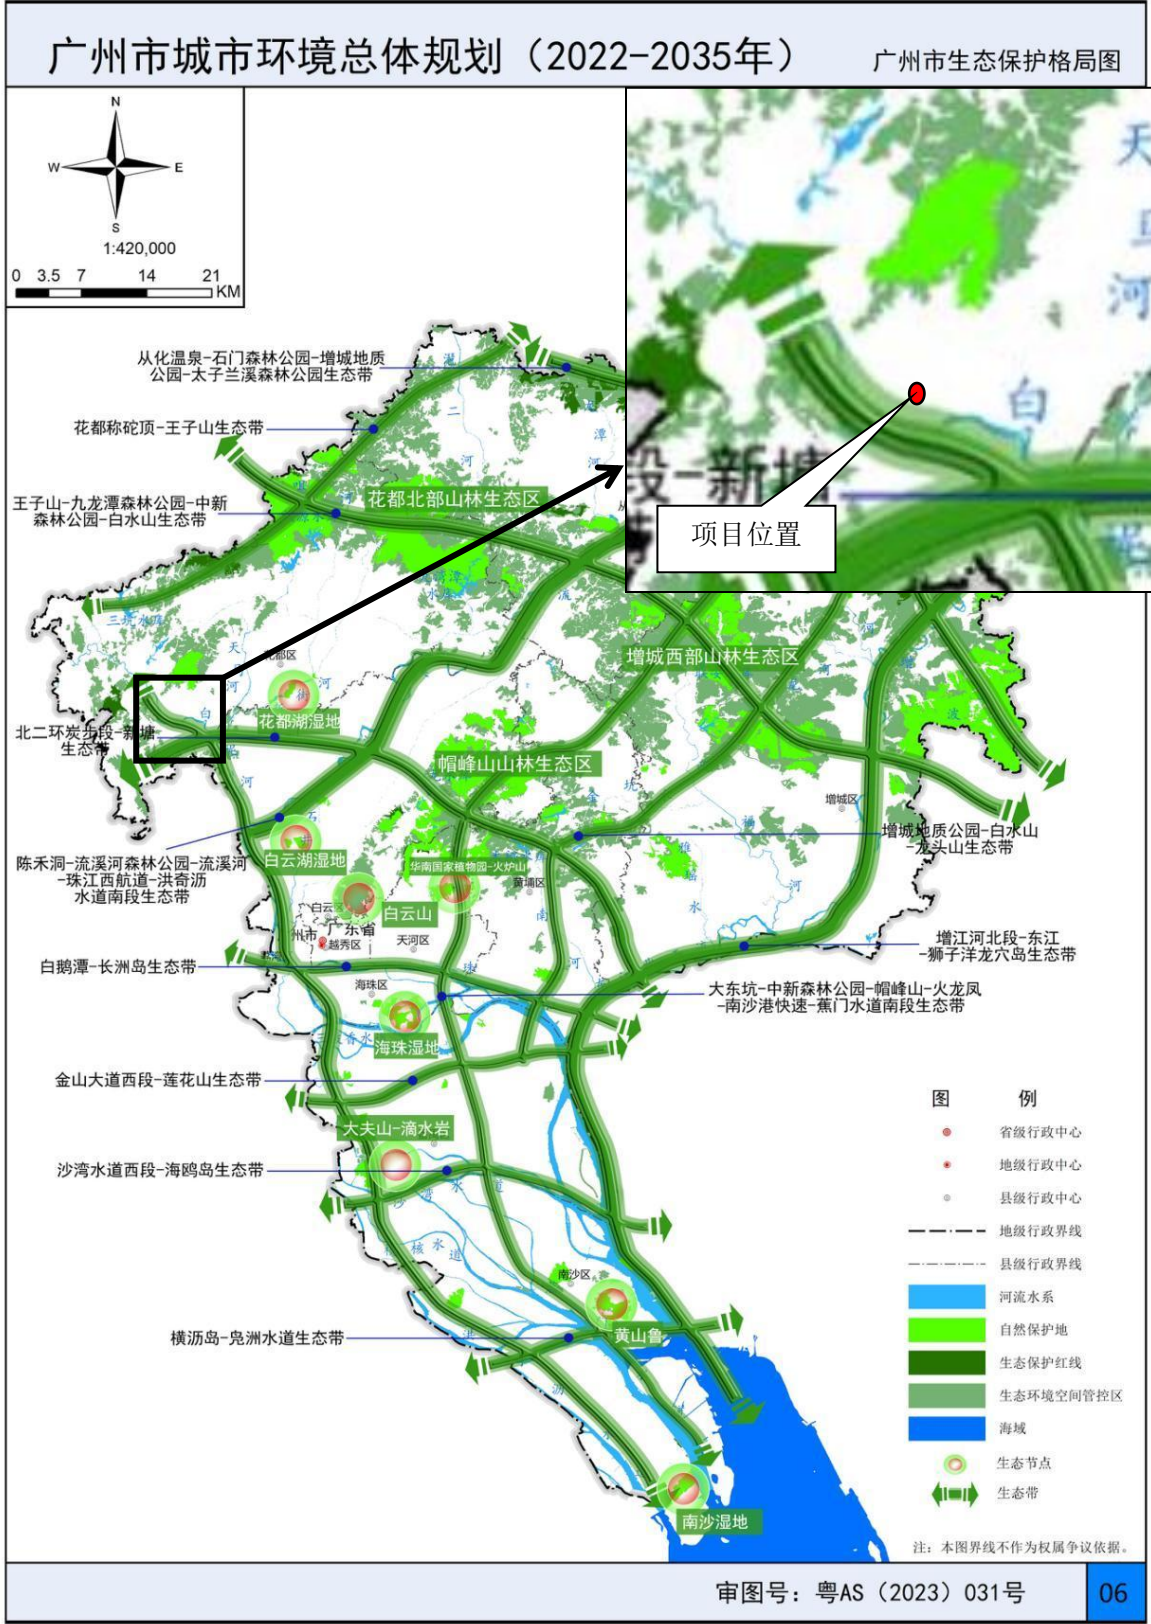 广州市城市环境总体规划（2022-2035年）
广州市生态保护格局图
N
W
E
S
1:420,000
0 3.5 7 14 21
KM
天
马
河
白
段-新塘
项目位置
从化温泉-石门森林公园-增城地质
公园-太子兰溪森林公园生态带
花都称砣顶-王子山生态带
王子山-九龙潭森林公园-中新
森林公园-白水山生态带
花都北部山林生态区
增城西部山林生态区
花都区
花都湖湿地
北二环炭步段-新塘
生态带
帽峰山山林生态区
增城区
增城地质公园-白水山
-龙头山生态带
陈禾洞-流溪河森林公园-流溪河
-珠江西航道-洪奇沥
水道南段生态带
白云湖湿地
华南国家植物园-火炉山
黄埔区
白云山
广东省
州市
越秀区
天河区
白鹅潭-长洲岛生态带
增江河北段-东江
-狮子洋龙穴岛生态带
海珠区
大东坑-中新森林公园-帽峰山-火龙凤
-南沙港快速-蕉门水道南段生态带
海珠湿地
金山大道西段-莲花山生态带
大夫山-滴水岩
沙湾水道西段-海鸥岛生态带
南沙区
黄山鲁
横沥岛-凫洲水道生态带
南沙湿地
图 例
省级行政中心
地级行政中心
县级行政中心
地级行政界线
县级行政界线
河流水系
自然保护地
生态保护红线
生态环境空间管控区
海域
生态节点
生态带
注：本图界线不作为权属争议依据。
审图号：粤AS（2023）031号
06